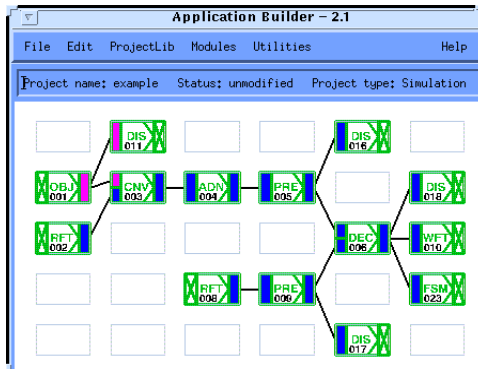 Application Builder – 2.1
File Edit ProjectLib Modules Utilities Help
Project name: example Status: unmodified Project type: Simulation
DIS 011
DIS 016
OBJ 001
CNV 003
ADN 004
PRE 005
DIS 018
RFT 002
DEC 006
WFT 010
RFT 008
PRE 009
FSM 023
DIS 017